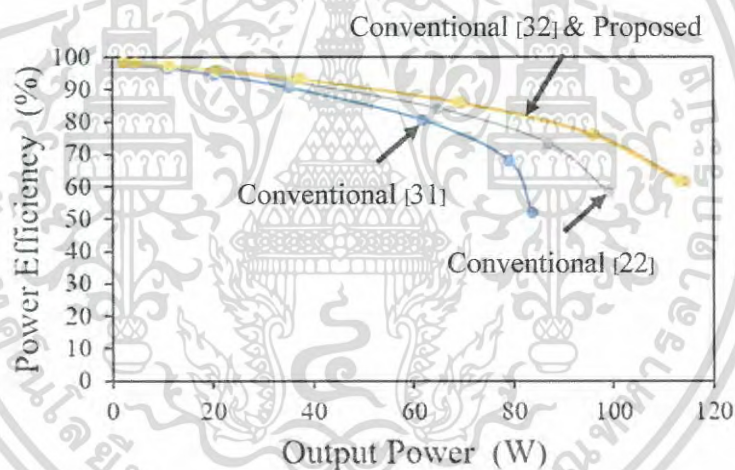 Conventional [32] & Proposed
100
90
80
70
60
50
40
30
20
10
0
Power Efficiency (%)
Conventional [31]
Conventional [22]
0 20 40 60 80 100 120
Output Power (W)